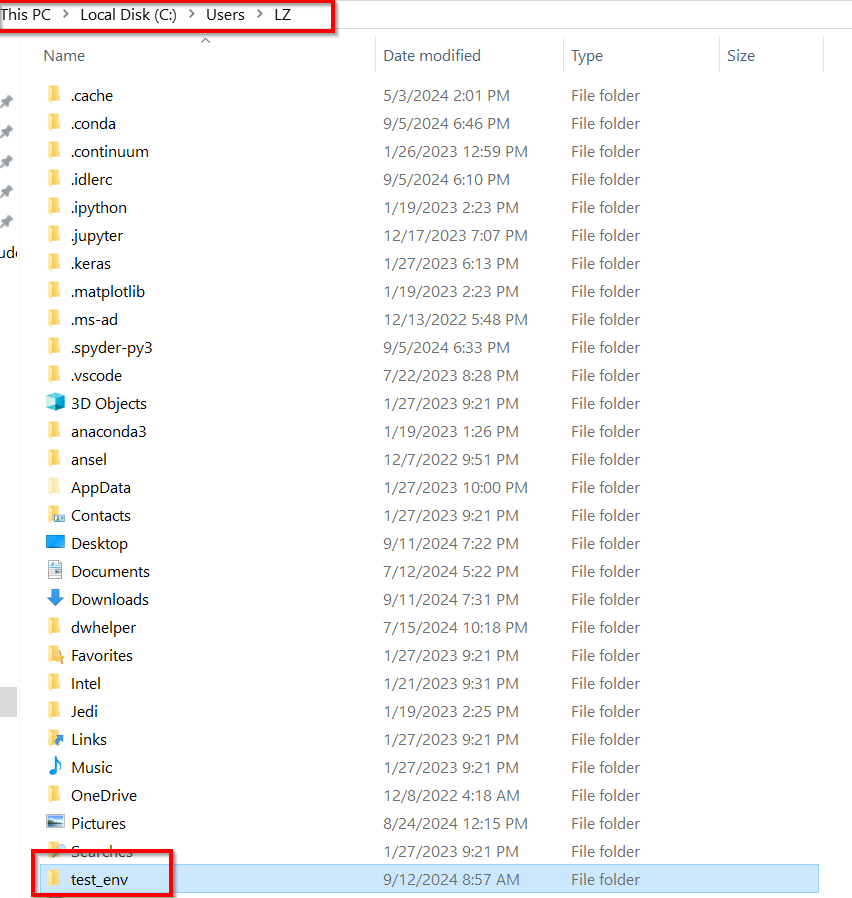 This PC > Local Disk (C:) > Users > LZ
Name Date modified Type Size
.cache 5/3/2024 2:01 PM File folder
.conda 9/5/2024 6:46 PM File folder
.continuum 1/26/2023 12:59 PM File folder
.idlerc 9/5/2024 6:10 PM File folder
.ipython 1/19/2023 2:23 PM File folder
.jupyter 12/17/2023 7:07 PM File folder
.keras 1/27/2023 6:13 PM File folder
.matplotlib 1/19/2023 2:23 PM File folder
.ms-ad 12/13/2022 5:48 PM File folder
.spyder-py3 9/5/2024 6:33 PM File folder
.vscode 7/22/2023 8:28 PM File folder
3D Objects 1/27/2023 9:21 PM File folder
anaconda3 1/19/2023 1:26 PM File folder
ansel 12/7/2022 9:51 PM File folder
AppData 1/27/2023 10:00 PM File folder
Contacts 1/27/2023 9:21 PM File folder
Desktop 9/11/2024 7:22 PM File folder
Documents 7/12/2024 5:22 PM File folder
Downloads 9/11/2024 7:31 PM File folder
dwhelper 7/15/2024 10:18 PM File folder
Favorites 1/27/2023 9:21 PM File folder
Intel 1/21/2023 9:31 PM File folder
Jedi 1/19/2023 2:25 PM File folder
Links 1/27/2023 9:21 PM File folder
Music 1/27/2023 9:21 PM File folder
OneDrive 12/8/2022 4:18 AM File folder
Pictures 8/24/2024 12:15 PM File folder
Searches 1/27/2023 9:21 PM File folder
test_env 9/12/2024 8:57 AM File folder